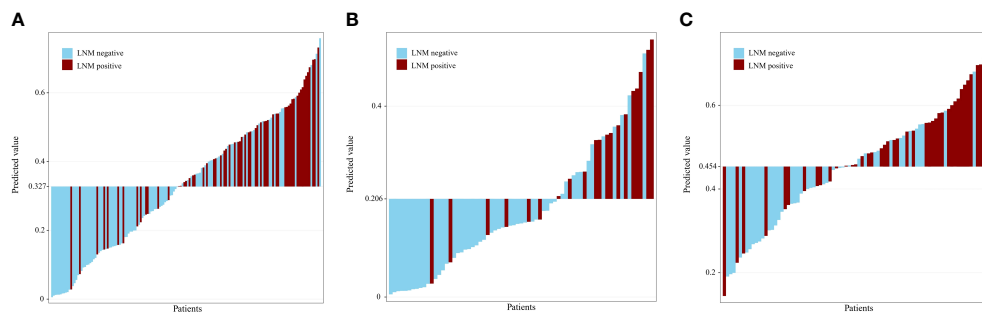 A
LNM negative
LNM positive
0.6
0.4
0.327
0.2
0
Predicted value
Patients
B
LNM negative
LNM positive
0.4
0.206
0
Predicted value
Patients
C
LNM negative
LNM positive
0.6
0.454
0.4
0.2
Predicted value
Patients